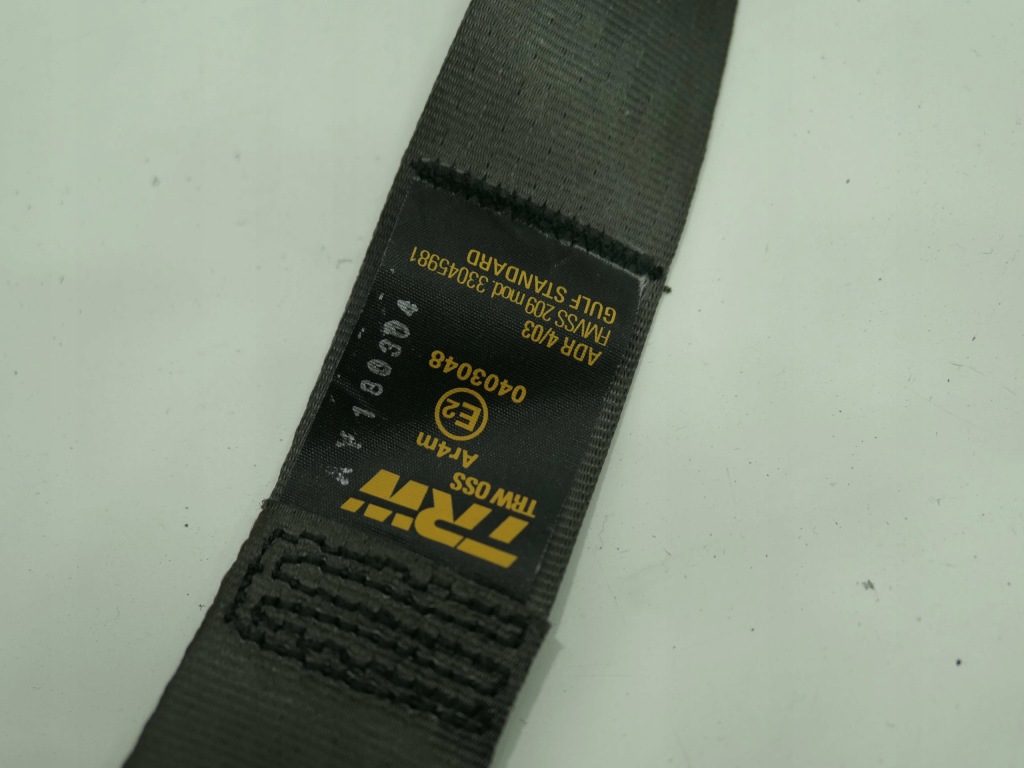 TRW
TRW OSS
Ar4m
E2
0403048
ADR 4/03
FMVSS 209 mod. 33045981
GULF STANDARD
180304